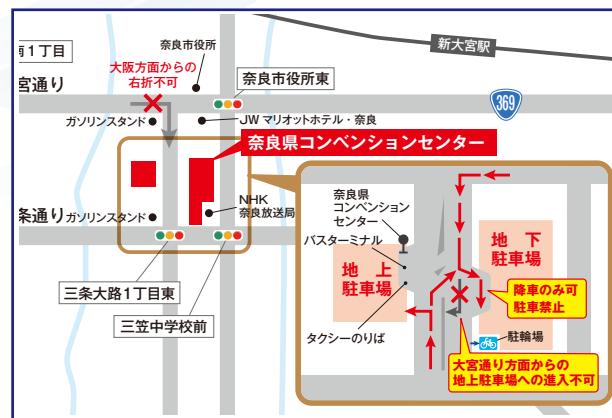 奈良市役所
南1丁目
大阪方面からの
右折不可
奈良市役所東
新大宮駅
宮通り
369
ガソリンスタンド
JWマリオットホテル・奈良
奈良県コンベンションセンター
NHK
奈良放送局
条通り
ガソリンスタンド
三条大路1丁目東
三笠中学校前
奈良県
コンベンション
センター
バスターミナル
地上
駐車場
タクシーのりば
地下
駐車場
降車のみ可
駐車禁止
駐輪場
大宮通り方面からの
地上駐車場への進入不可